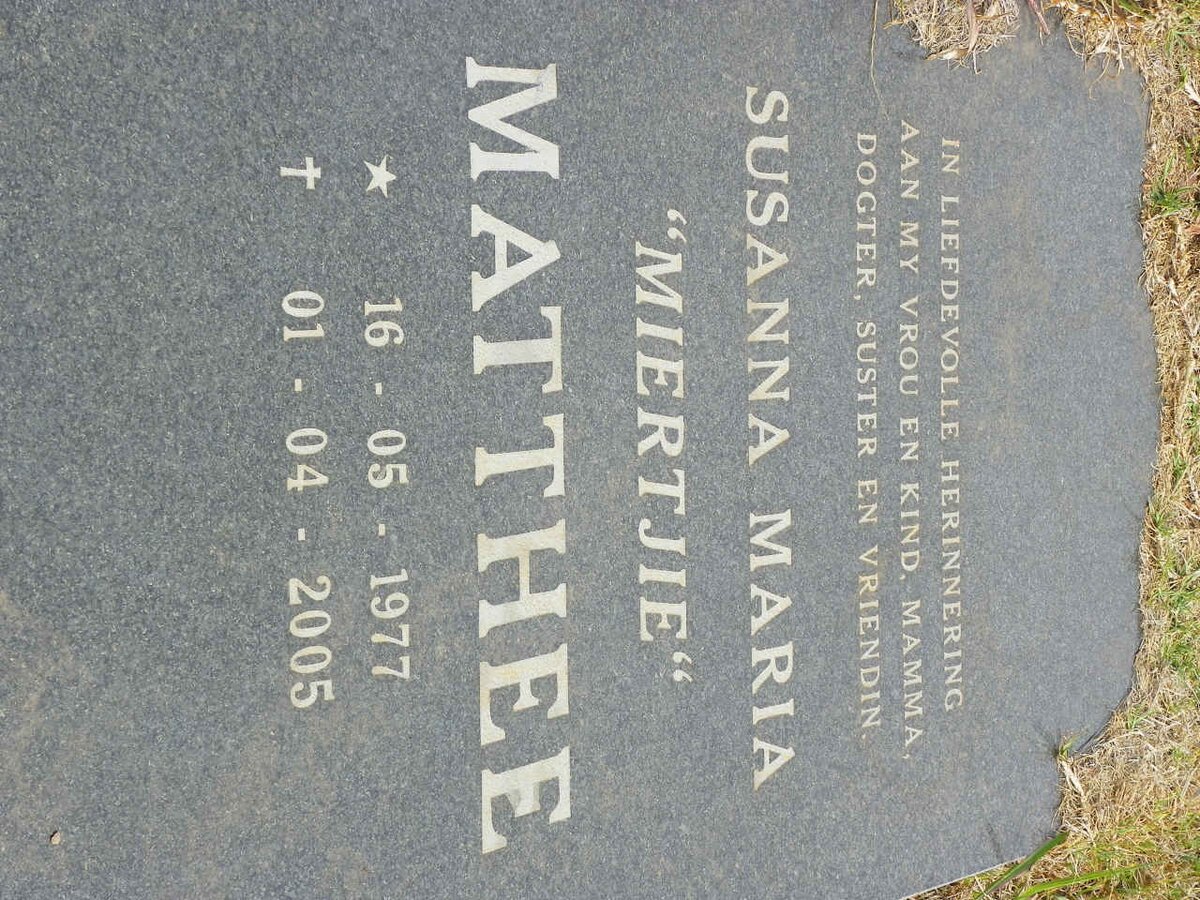 IN LIEFDEVOLLE HERINNERING
AAN MY VROU EN KIND, MAMMA,
DOGTER, SUSTER EN VRIENDIN.
SUSANNA MARIA
“MIERTJIE“
MATTHEE
★ 16 - 05 - 1977
✝ 01 - 04 - 2005